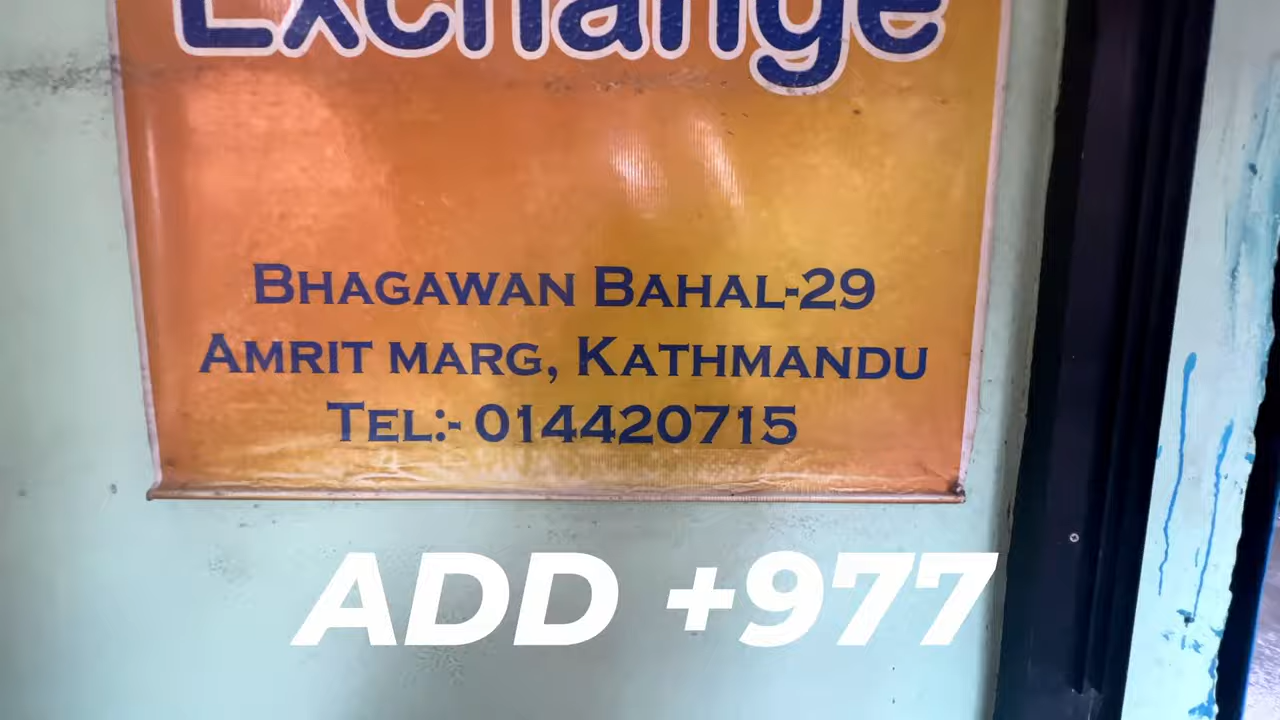 Exchange
Bhagawan Bahal-29
Amrit marg, Kathmandu
Tel:- 014420715
ADD +977